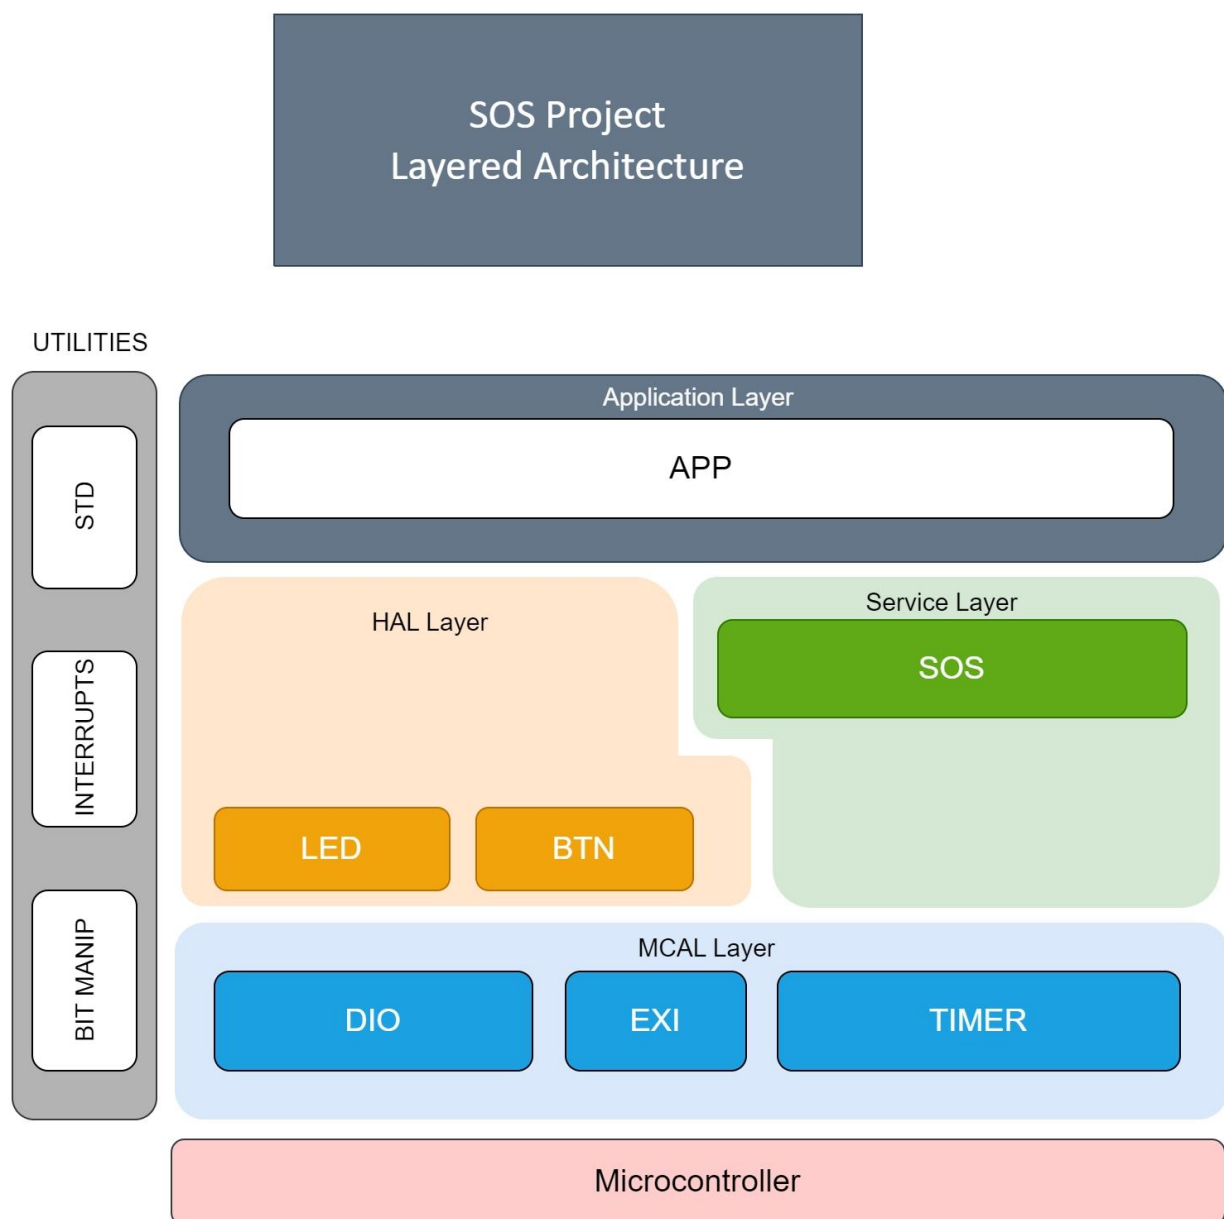 SOS Project
Layered Architecture
UTILITIES
STD
INTERRUPTS
BIT MANIP
Application Layer
APP
HAL Layer
LED
BTN
Service Layer
SOS
MCAL Layer
DIO
EXI
TIMER
Microcontroller